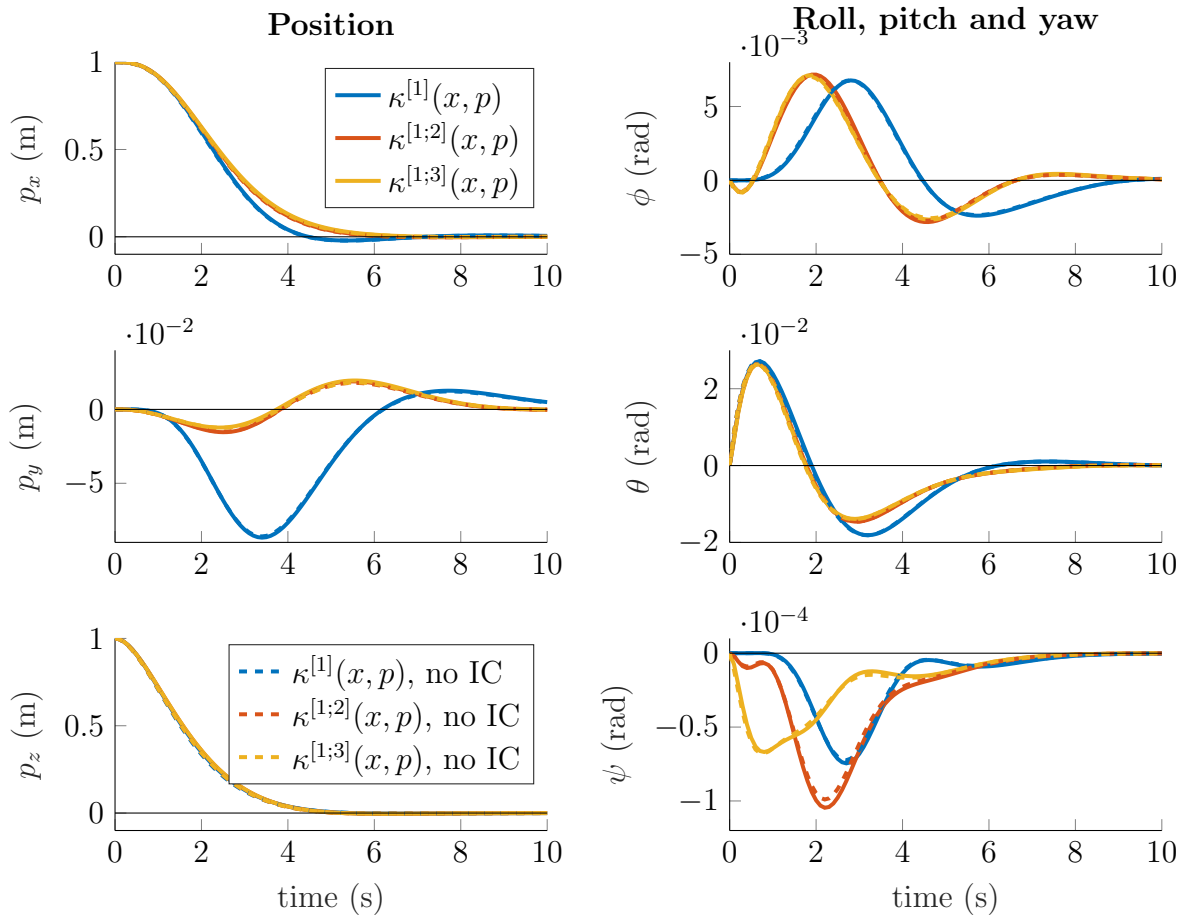 Position
1
0.5
0
p_x (m)
κ^[1](x, p)
κ^[1;2](x, p)
κ^[1;3](x, p)
0 2 4 6 8 10
Roll, pitch and yaw
·10^−3
5
0
−5
ϕ (rad)
0 2 4 6 8 10
·10^−2
0
−5
p_y (m)
0 2 4 6 8 10
·10^−2
2
0
−2
θ (rad)
0 2 4 6 8 10
1
0.5
0
p_z (m)
κ^[1](x, p), no IC
κ^[1;2](x, p), no IC
κ^[1;3](x, p), no IC
0 2 4 6 8 10
time (s)
·10^−4
0
−0.5
−1
ψ (rad)
0 2 4 6 8 10
time (s)